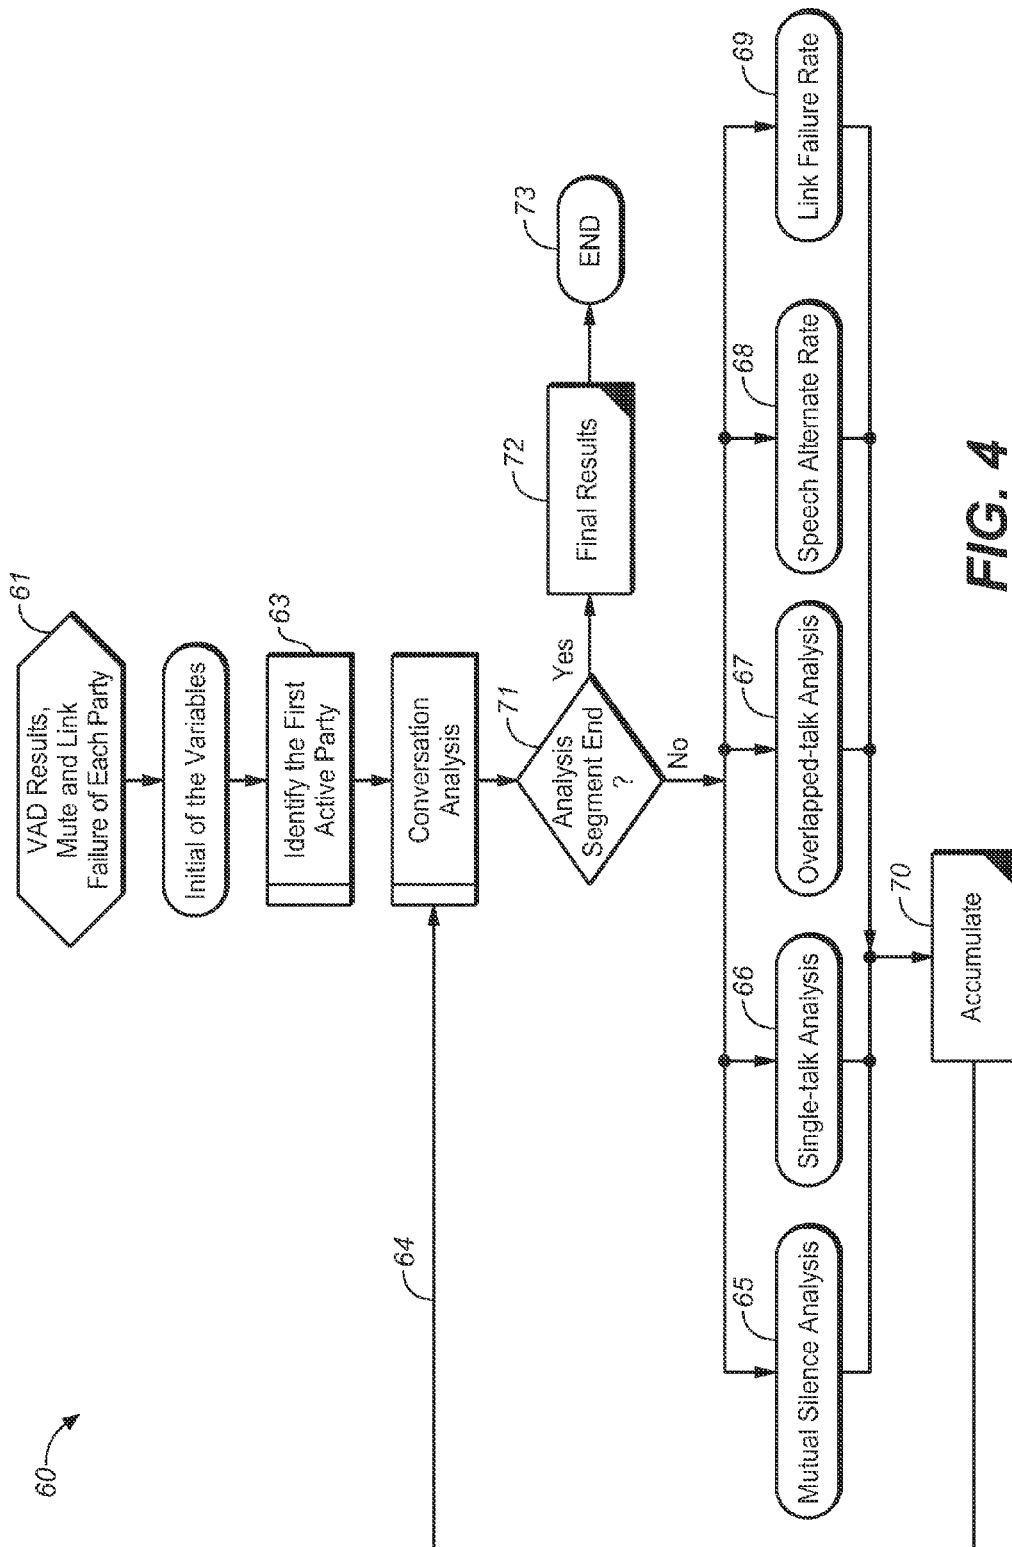 60
61
VAD Results,
Mute and Link
Failure of Each Party
Initial of the Variables
63
Identify the First
Active Party
64
Conversation
Analysis
71
Analysis
Segment End
?
Yes
No
72
Final Results
73
END
65
Mutual Silence Analysis
66
Single-talk Analysis
67
Overlapped-talk Analysis
68
Speech Alternate Rate
69
Link Failure Rate
70
Accumulate
FIG. 4